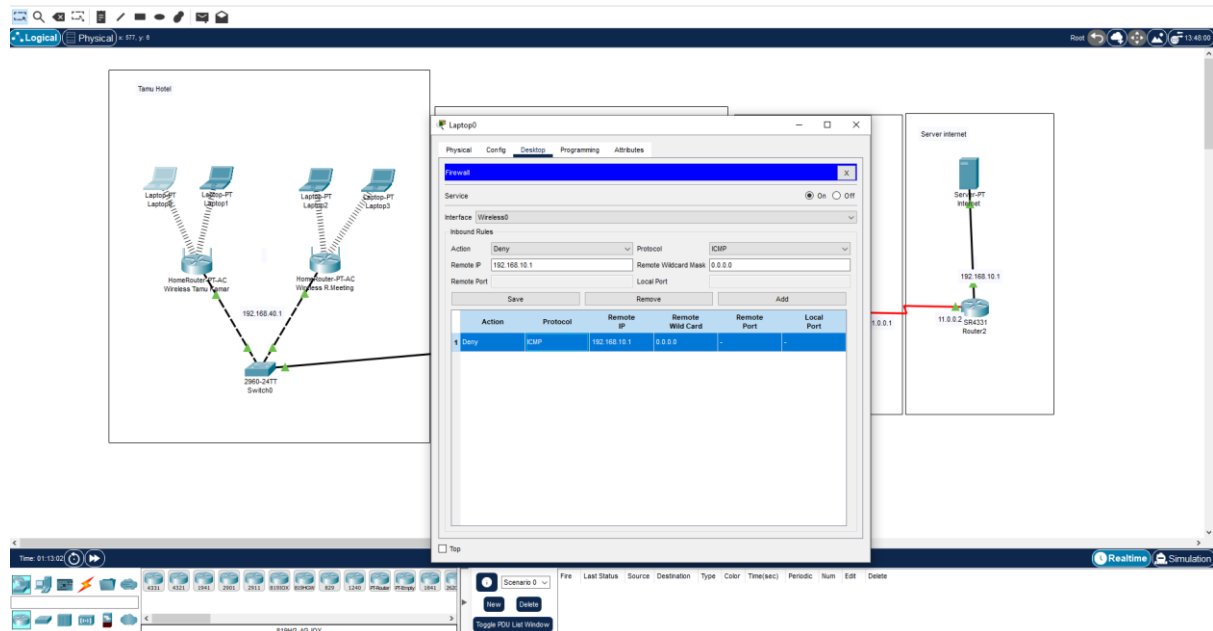 Logical Physical x: 577, y: 6 Root 13:48:00
Tamu Hotel
Laptop-PT
Laptop0
Laptop-PT
Laptop1
Laptop-PT
Laptop2
Laptop-PT
Laptop3
HomeRouter-PT-AC
Wireless Tamu Kamar
HomeRouter-PT-AC
Wireless R.Meeting
192.168.40.1
2960-24TT
Switch0
Laptop0
Physical Config Desktop Programming Attributes
Firewall X
Service On Off
Interface Wireless0
Inbound Rules
Action Deny Protocol ICMP
Remote IP 192.168.10.1 Remote Wildcard Mask 0.0.0.0
Remote Port Local Port
Save Remove Add
Action Protocol Remote IP Remote Wild Card Remote Port Local Port
1 Deny ICMP 192.168.10.1 0.0.0.0 - -
Top
Server internet
Server-PT
Internet
192.168.10.1
1.0.0.1
11.0.0.2
SR4331
Router2
Time: 01:13:02 Realtime Simulation
4331 4321 1941 2901 2911 819IOX 819HGW 829 1240 PT-Router PT-Empty 1841
Scenario 0
New Delete
Toggle PDU List Window
Fire Last Status Source Destination Type Color Time(sec) Periodic Num Edit Delete